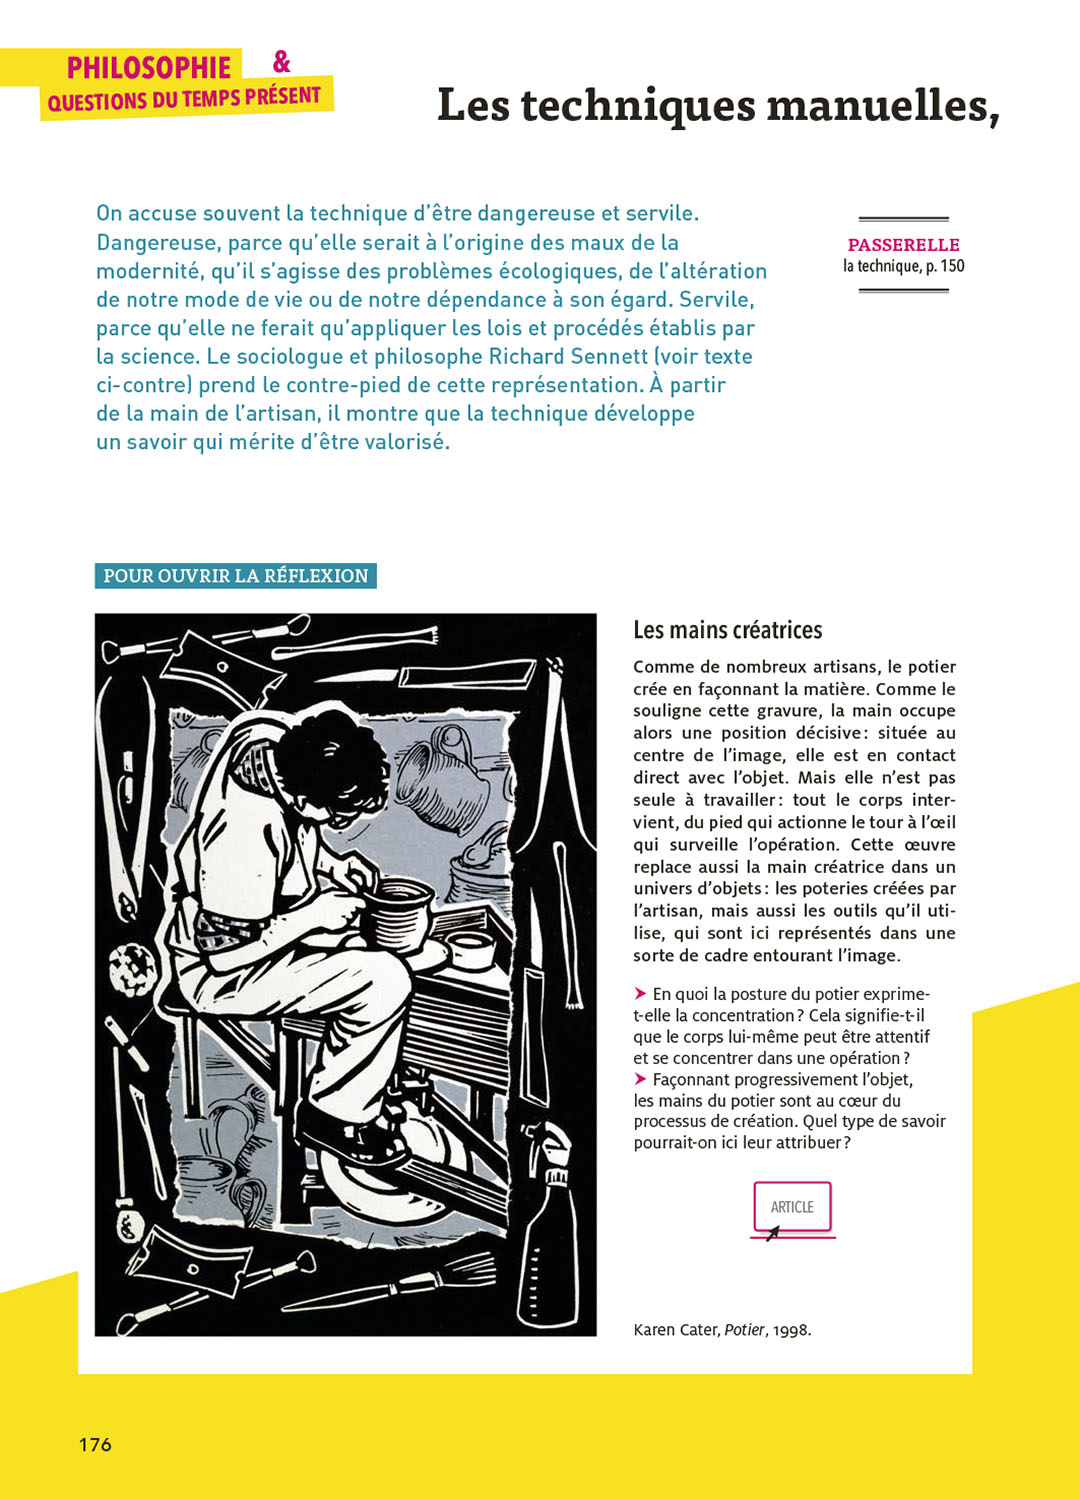 PHILOSOPHIE &
QUESTIONS DU TEMPS PRÉSENT
Les techniques manuelles,
On accuse souvent la technique d’être dangereuse et servile.
Dangereuse, parce qu’elle serait à l’origine des maux de la
modernité, qu’il s’agisse des problèmes écologiques, de l’altération
de notre mode de vie ou de notre dépendance à son égard. Servile,
parce qu’elle ne ferait qu’appliquer les lois et procédés établis par
la science. Le sociologue et philosophe Richard Sennett (voir texte
ci-contre) prend le contre-pied de cette représentation. À partir
de la main de l’artisan, il montre que la technique développe
un savoir qui mérite d’être valorisé.
PASSERELLE
la technique, p. 150
POUR OUVRIR LA RÉFLEXION
Les mains créatrices
Comme de nombreux artisans, le potier
crée en façonnant la matière. Comme le
souligne cette gravure, la main occupe
alors une position décisive : située au
centre de l’image, elle est en contact
direct avec l’objet. Mais elle n’est pas
seule à travailler : tout le corps inter-
vient, du pied qui actionne le tour à l’œil
qui surveille l’opération. Cette œuvre
replace aussi la main créatrice dans un
univers d’objets : les poteries créées par
l’artisan, mais aussi les outils qu’il uti-
lise, qui sont ici représentés dans une
sorte de cadre entourant l’image.
➤ En quoi la posture du potier exprime-
t-elle la concentration ? Cela signifie-t-il
que le corps lui-même peut être attentif
et se concentrer dans une opération ?
➤ Façonnant progressivement l’objet,
les mains du potier sont au cœur du
processus de création. Quel type de savoir
pourrait-on ici leur attribuer ?
ARTICLE
Karen Cater, Potier, 1998.
176